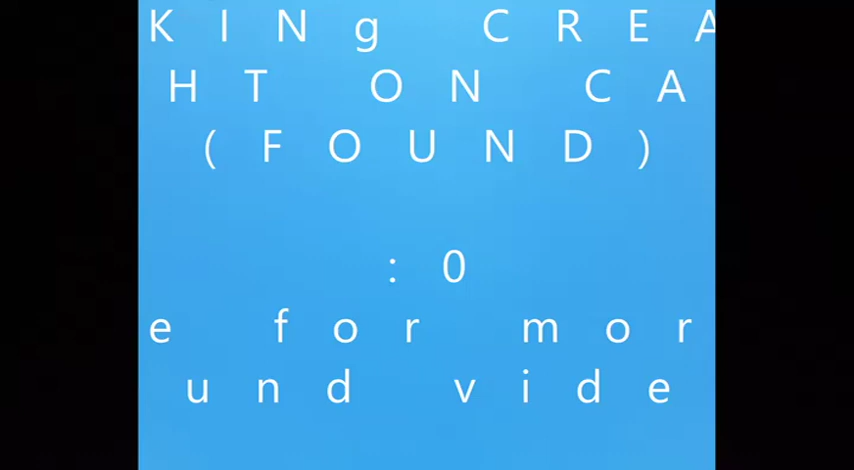 K I N g C R E A
H T O N C A
( F O U N D )
: 0
e f o r m o r
u n d v i d e